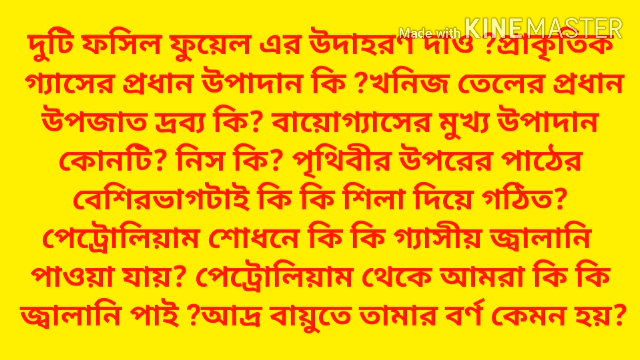 Made with KINEMASTER
দুটি ফসিল ফুয়েল এর উদাহরণ দাও ?প্রাকৃতিক
গ্যাসের প্রধান উপাদান কি ?খনিজ তেলের প্রধান
উপজাত দ্রব্য কি? বায়োগ্যাসের মুখ্য উপাদান
কোনটি? নিস কি? পৃথিবীর উপরের পাঠের
বেশিরভাগটাই কি কি শিলা দিয়ে গঠিত?
পেট্রোলিয়াম শোধনে কি কি গ্যাসীয় জ্বালানি
পাওয়া যায়? পেট্রোলিয়াম থেকে আমরা কি কি
জ্বালানি পাই ?আদ্র বায়ুতে তামার বর্ণ কেমন হয়?